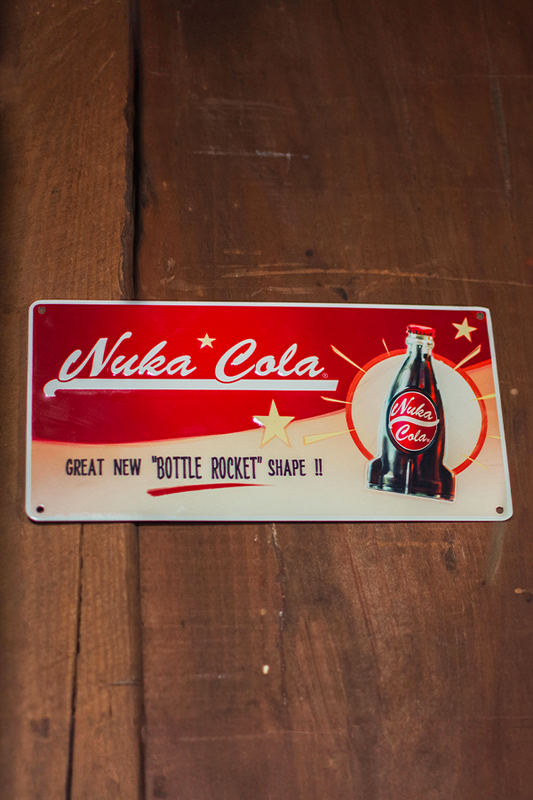 Nuka Cola®
GREAT NEW "BOTTLE ROCKET" SHAPE !!
Nuka
Cola